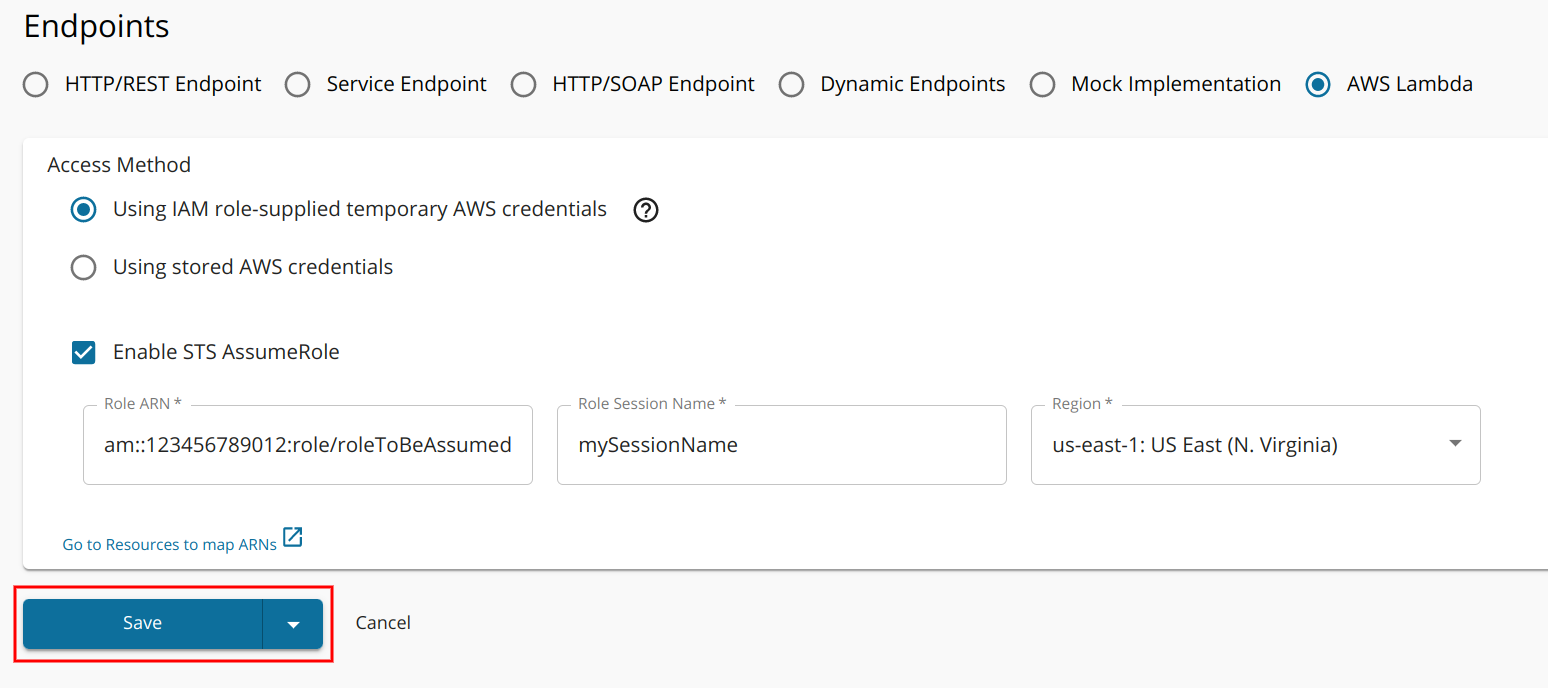 Endpoints
HTTP/REST Endpoint Service Endpoint HTTP/SOAP Endpoint Dynamic Endpoints Mock Implementation AWS Lambda
Access Method
Using IAM role-supplied temporary AWS credentials ?
Using stored AWS credentials
Enable STS AssumeRole
Role ARN * Role Session Name * Region *
am::123456789012:role/roleToBeAssumed mySessionName us-east-1: US East (N. Virginia)
Go to Resources to map ARNs
Save Cancel